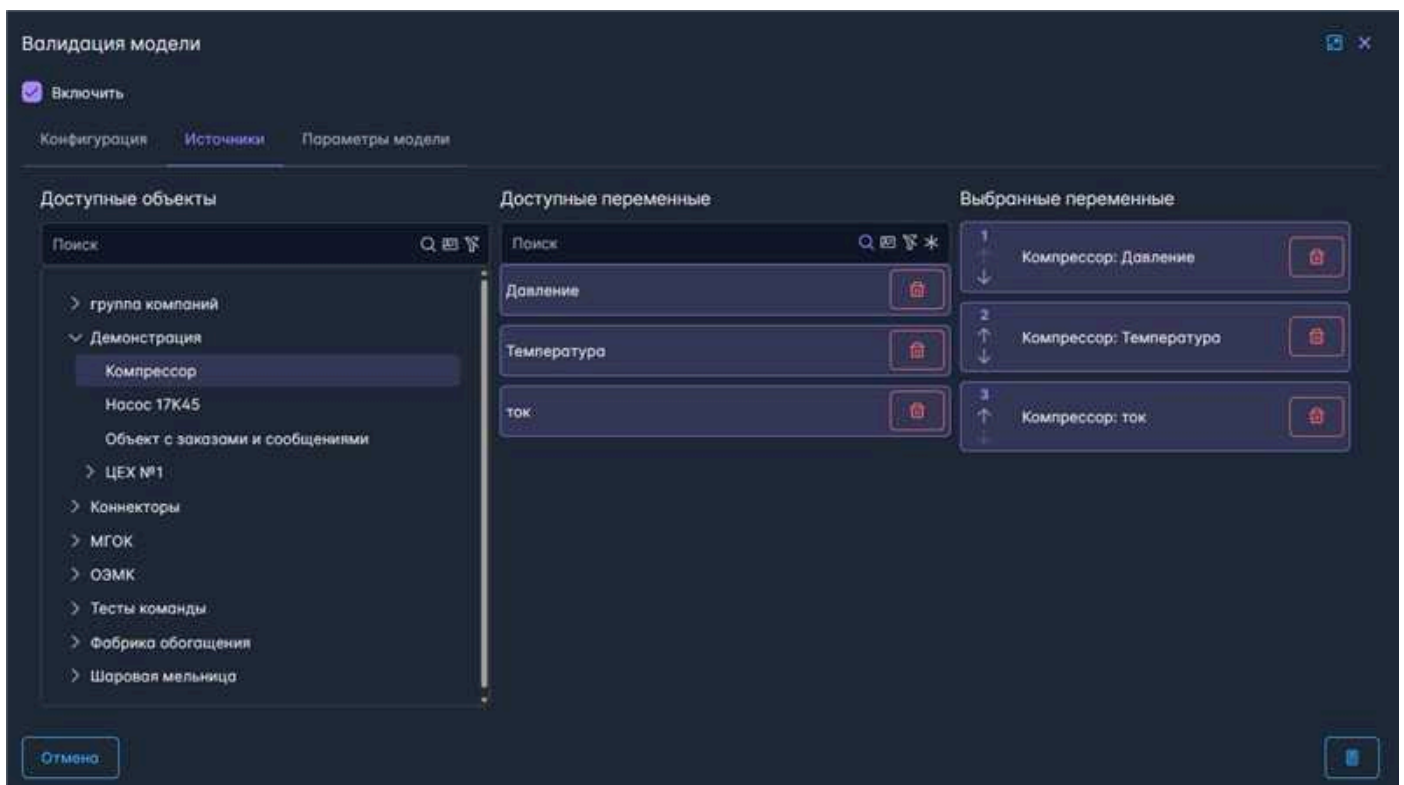 Валидация модели
Включить
Конфигурация Источники Параметры модели
Доступные объекты
Поиск
группа компаний
Демонстрация
Компрессор
Насос 17К45
Объект с заказами и сообщениями
ЦЕХ №1
Коннекторы
МГОК
ОЭМК
Тесты команды
Фабрика обогащения
Шаровая мельница
Доступные переменные
Поиск
Давление
Температура
ток
Выбранные переменные
1
Компрессор: Давление
2
Компрессор: Температура
3
Компрессор: ток
Отмена